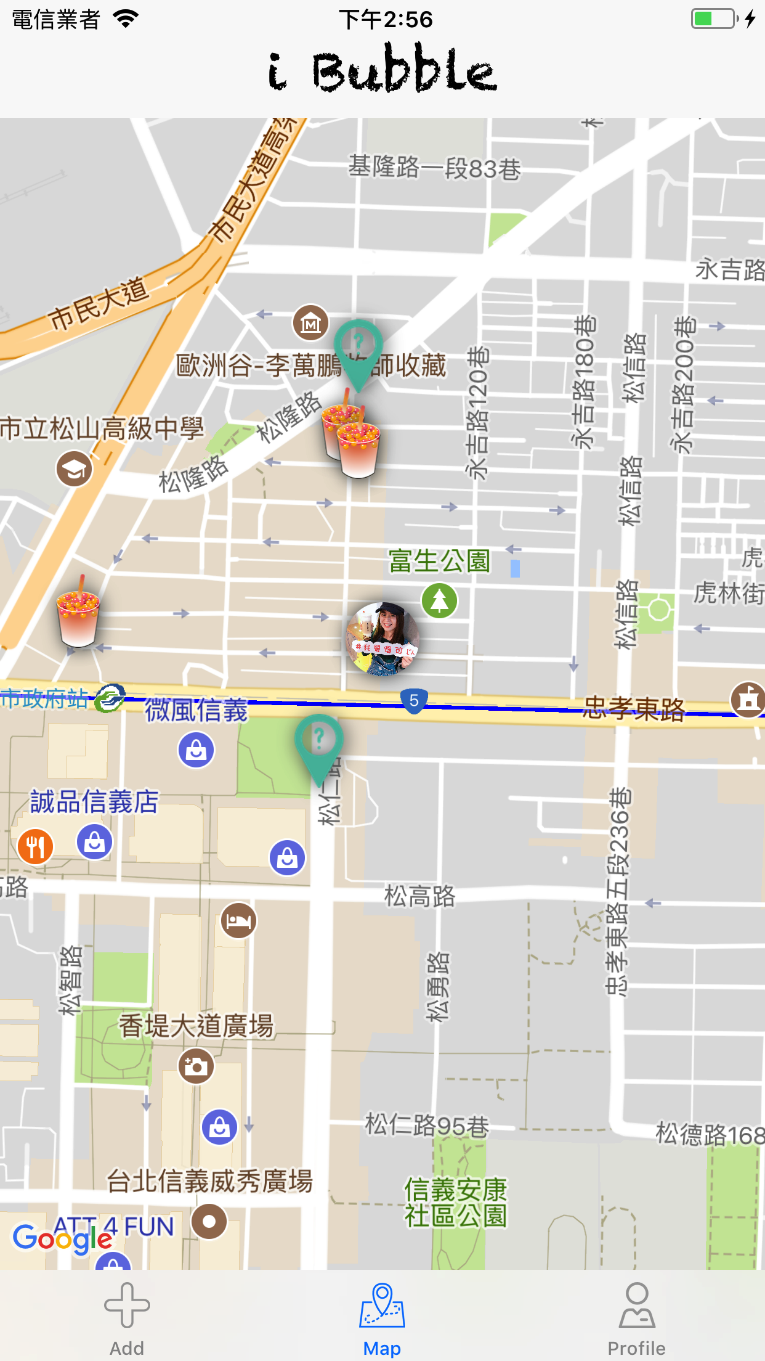 電信業者
下午2:56
i Bubble
市民大道高架
基隆路一段83巷
永吉路
市民大道
歐洲谷-李萬鵬牧師收藏
永吉路120巷
永吉路180巷
松信路
永吉路200巷
松隆路
市立松山高級中學
松隆路
松信路
富生公園
虎
虎林街
松信路
市政府站
微風信義
5
忠孝東路
松仁路
誠品信義店
忠孝東路五段236巷
高路
松高路
松智路
松勇路
香堤大道廣場
松仁路95巷
松德路168
台北信義威秀廣場
信義安康
社區公園
ATT 4 FUN
Google
Add
Map
Profile